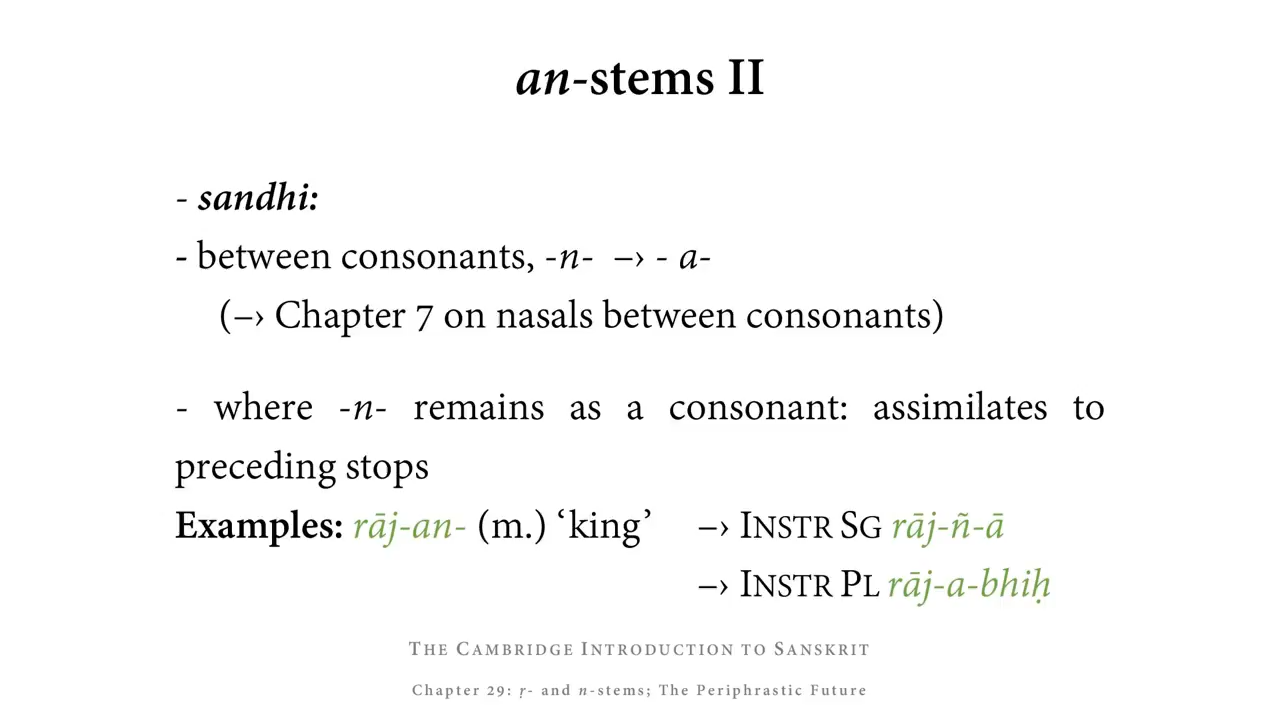 an-stems II
- sandhi:
- between consonants, -n- –› - a-
(–› Chapter 7 on nasals between consonants)
- where -n- remains as a consonant: assimilates to
preceding stops
Examples: rāj-an- (m.) ‘king’ –› INSTR SG rāj-ñ-ā
–› INSTR PL rāj-a-bhiḥ
THE CAMBRIDGE INTRODUCTION TO SANSKRIT
Chapter 29: ṛ- and n-stems; The Periphrastic Future